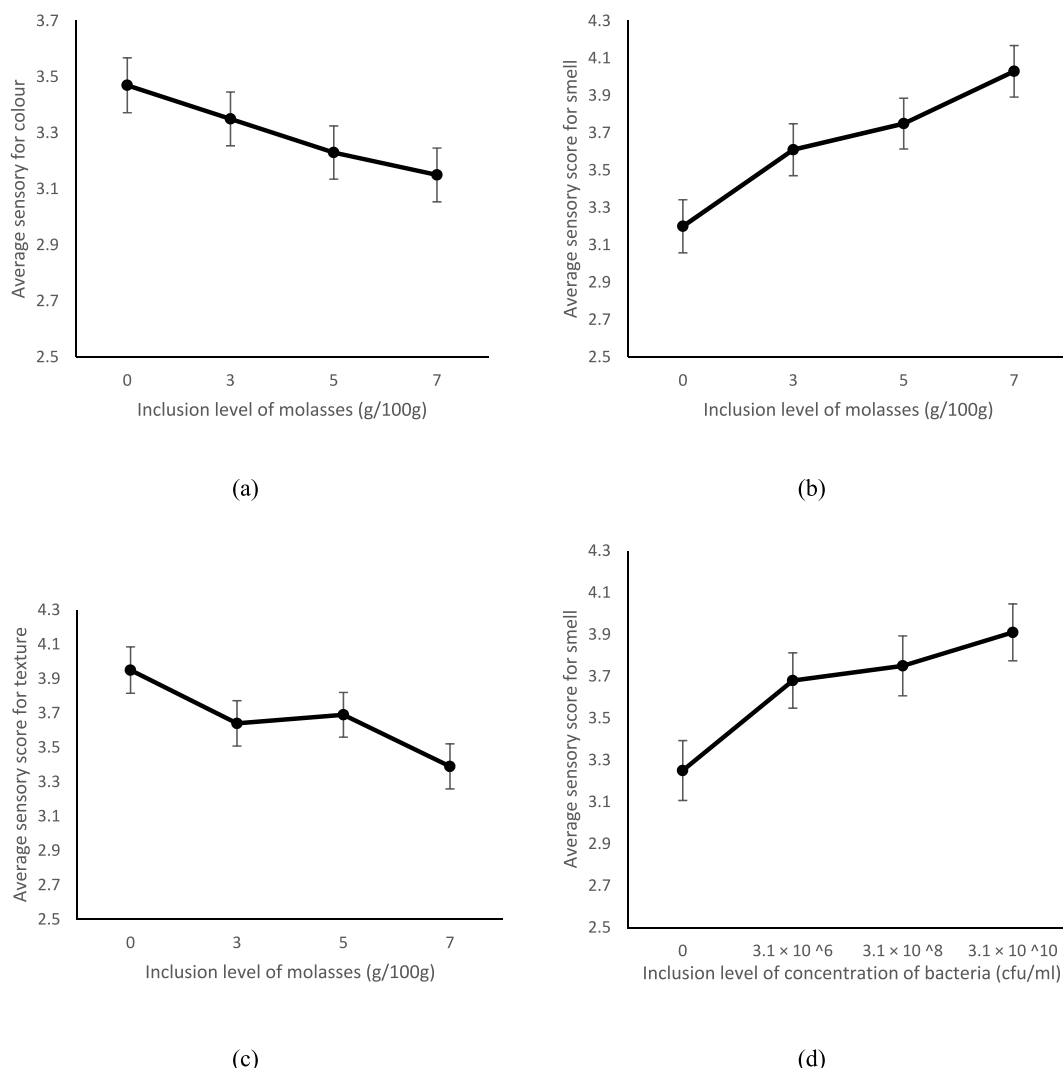 Average sensory for colour
3.7
3.5
3.3
3.1
2.9
2.7
2.5
0 3 5 7
Inclusion level of molasses (g/100g)
(a)
Average sensory score for smell
4.3
4.1
3.9
3.7
3.5
3.3
3.1
2.9
2.7
2.5
0 3 5 7
Inclusion level of molasses (g/100g)
(b)
Average sensory score for texture
4.3
4.1
3.9
3.7
3.5
3.3
3.1
2.9
2.7
2.5
0 3 5 7
Inclusion level of molasses (g/100g)
(c)
Average sensory score for smell
4.3
4.1
3.9
3.7
3.5
3.3
3.1
2.9
2.7
2.5
0 3.1 × 10 ^6 3.1 × 10 ^8 3.1 × 10 ^10
Inclusion level of concentration of bacteria (cfu/ml)
(d)